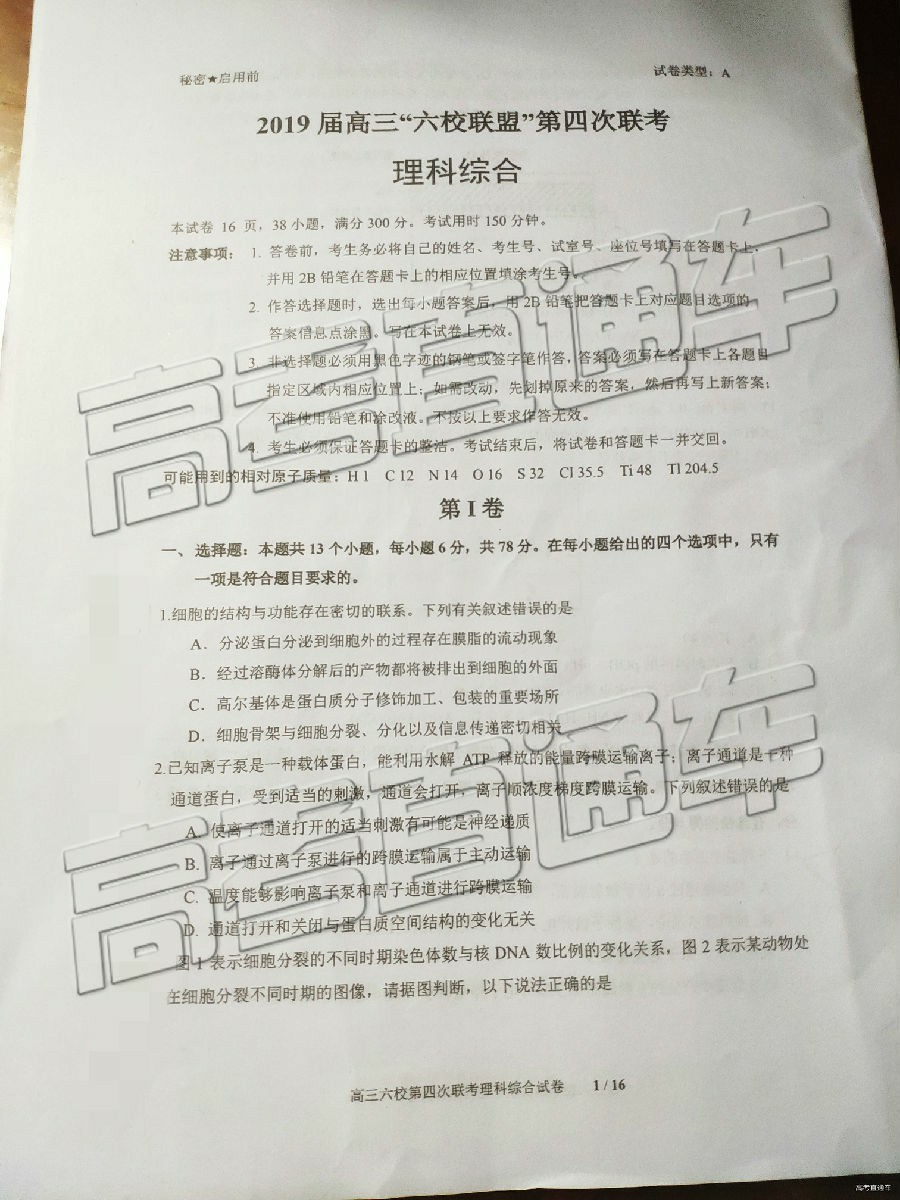 秘密★启用前
试卷类型：A
2019 届高三“六校联盟”第四次联考
理科综合
本试卷 16 页，38 小题，满分 300 分。考试用时 150 分钟。
注意事项： 1. 答卷前，考生务必将自己的姓名、考生号、试室号、座位号填写在答题卡上，
并用 2B 铅笔在答题卡上的相应位置填涂考生号。
2. 作答选择题时，选出每小题答案后，用 2B 铅笔把答题卡上对应题目选项的
答案信息点涂黑。写在本试卷上无效。
3. 非选择题必须用黑色字迹的钢笔或签字笔作答，答案必须写在答题卡上各题目
指定区域内相应位置上；如需改动，先划掉原来的答案，然后再写上新答案；
不准使用铅笔和涂改液。不按以上要求作答无效。
4. 考生必须保证答题卡的整洁。考试结束后，将试卷和答题卡一并交回。
可能用到的相对原子质量：H 1 C 12 N 14 O 16 S 32 Cl 35.5 Ti 48 Tl 204.5
第 I 卷
一、 选择题：本题共 13 个小题，每小题 6 分，共 78 分。在每小题给出的四个选项中，只有
一项是符合题目要求的。
1.细胞的结构与功能存在密切的联系。下列有关叙述错误的是
A．分泌蛋白分泌到细胞外的过程存在膜脂的流动现象
B．经过溶酶体分解后的产物都将被排出到细胞的外面
C．高尔基体是蛋白质分子修饰加工、包装的重要场所
D．细胞骨架与细胞分裂、分化以及信息传递密切相关
2.已知离子泵是一种载体蛋白，能利用水解 ATP 释放的能量跨膜运输离子；离子通道是一种
通道蛋白，受到适当的刺激，通道会打开，离子顺浓度梯度跨膜运输。下列叙述错误的是
A. 使离子通道打开的适当刺激有可能是神经递质
B. 离子通过离子泵进行的跨膜运输属于主动运输
C. 温度能够影响离子泵和离子通道进行跨膜运输
D. 通道打开和关闭与蛋白质空间结构的变化无关
图 1 表示细胞分裂的不同时期染色体数与核 DNA 数比例的变化关系，图 2 表示某动物处
在细胞分裂不同时期的图像，请据图判断，以下说法正确的是
高三六校第四次联考理科综合试卷 1 / 16
高考直通车
高考直通车
高考直通车